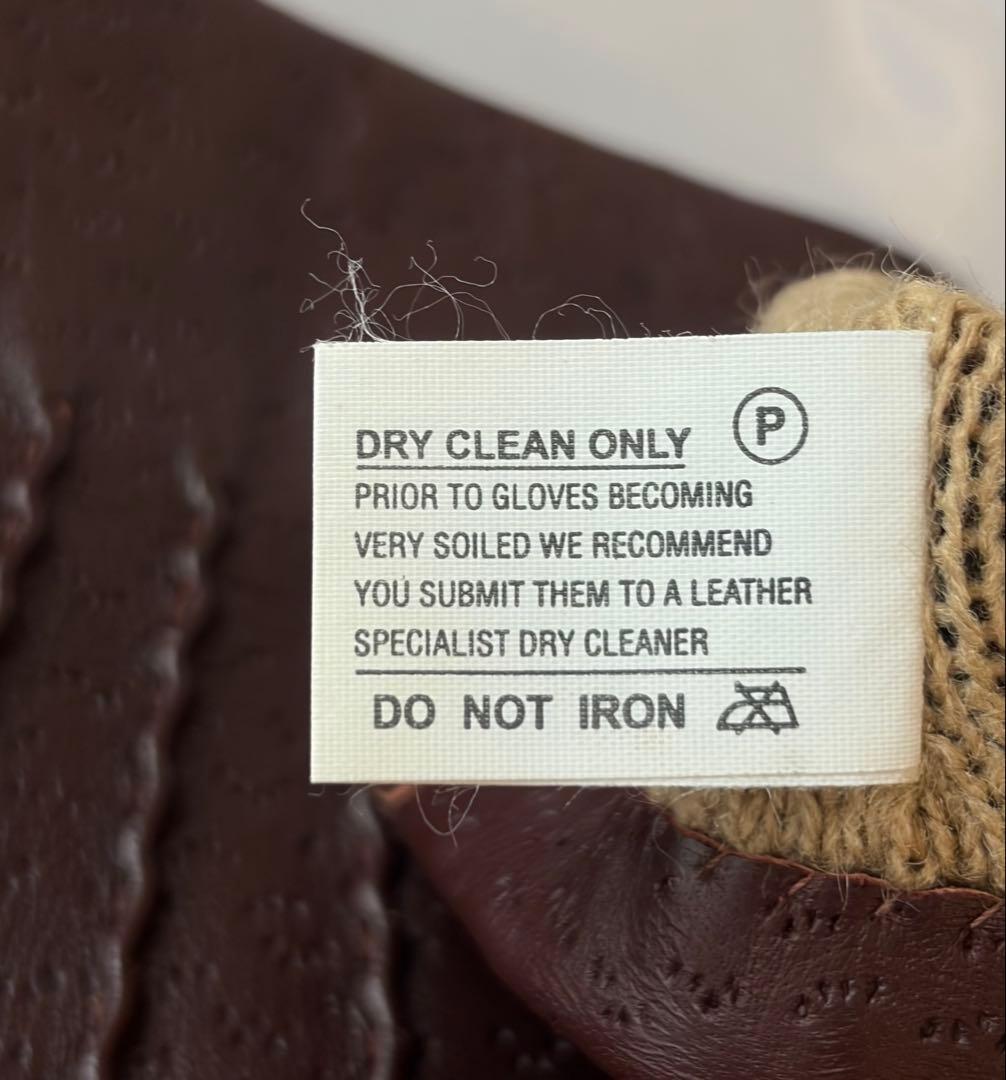 DRY CLEAN ONLY P
PRIOR TO GLOVES BECOMING
VERY SOILED WE RECOMMEND
YOU SUBMIT THEM TO A LEATHER
SPECIALIST DRY CLEANER
DO NOT IRON